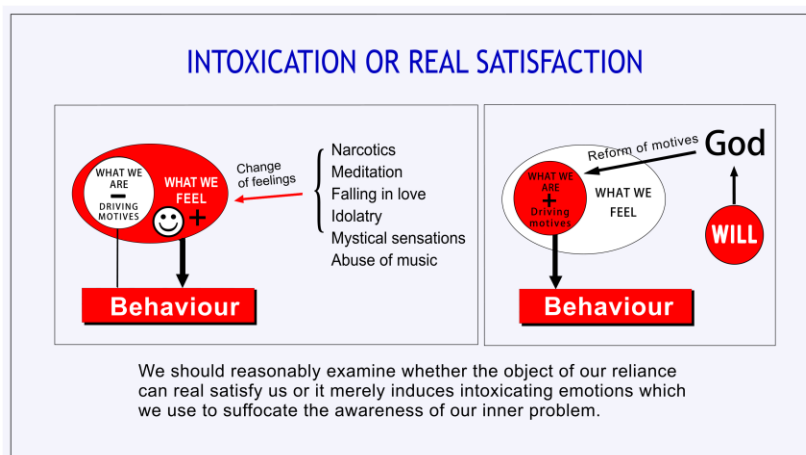 INTOXICATION OR REAL SATISFACTION
WHAT WE
ARE
DRIVING
MOTIVES
WHAT WE
FEEL
+
Behaviour
Change
of feelings
Narcotics
Meditation
Falling in love
Idolatry
Mystical sensations
Abuse of music
WHAT WE
ARE
+
Driving
motives
WHAT WE
FEEL
Behaviour
Reform of motives
God
WILL
We should reasonably examine whether the object of our reliance
can real satisfy us or it merely induces intoxicating emotions which
we use to suffocate the awareness of our inner problem.